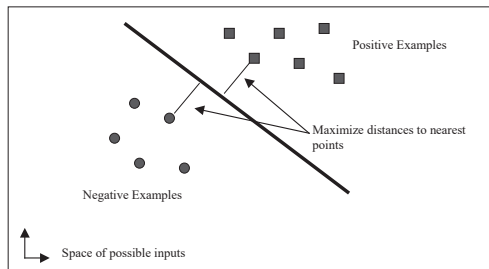 Positive Examples
Maximize distances to nearest
points
Negative Examples
Space of possible inputs